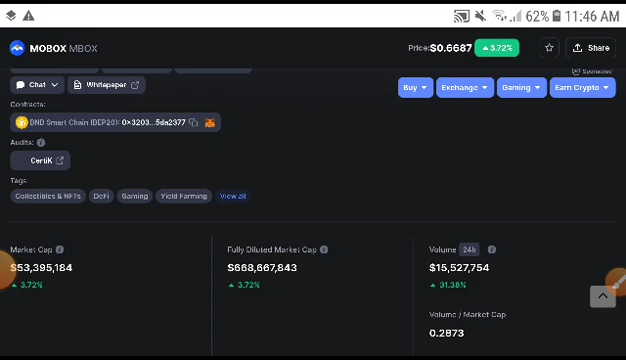 62% 11:46 AM
MOBOX MBOX Price: $0.6687 3.72% Share
Sponsored
Chat Whitepaper Buy Exchange Gaming Earn Crypto
Contracts:
BNB Smart Chain (BEP20): 0x3203...5da2377
Audits:
CertiK
Tags:
Collectibles & NFTs DeFi Gaming Yield Farming View all
Market Cap Fully Diluted Market Cap Volume 24h
$53,395,184 $668,667,843 $15,527,754
3.72% 3.72% 31.38%
Volume / Market Cap
0.2873